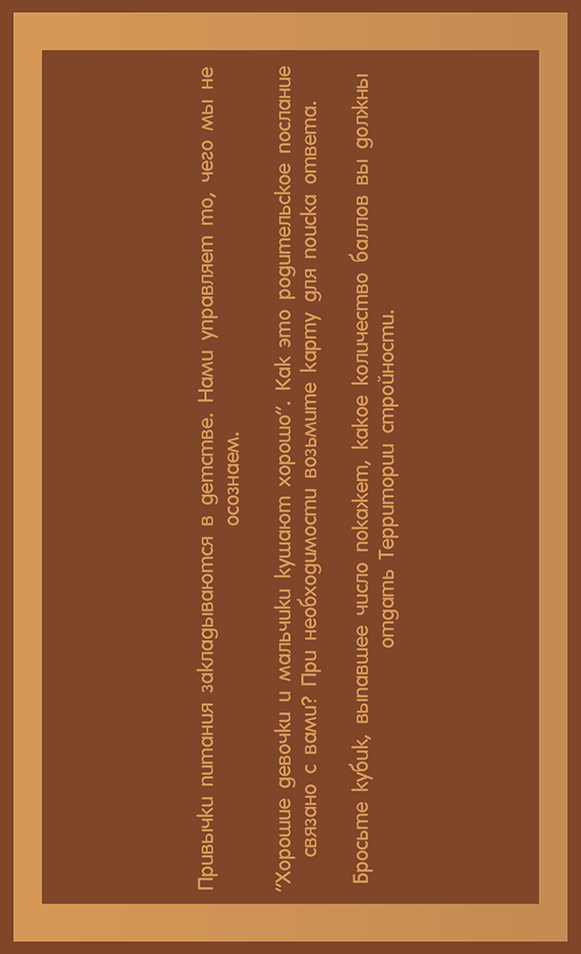 Привычки питания закладываются в детстве. Нами управляет то, чего мы не
осознаем.
“Хорошие девочки и мальчики кушают хорошо”. Как это родительское послание
связано с вами? При необходимости возьмите карту для поиска ответа.
Бросьте кубик, выпавшее число покажет, какое количество баллов вы должны
отдать Территории стройности.